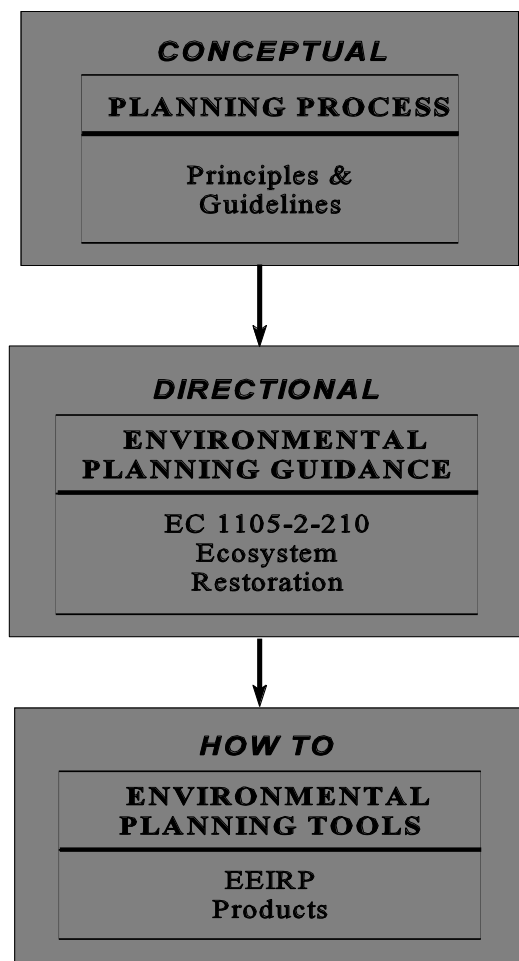 CONCEPTUAL
PLANNING PROCESS
Principles &
Guidelines
DIRECTIONAL
ENVIRONMENTAL
PLANNING GUIDANCE
EC 1105-2-210
Ecosystem
Restoration
HOW TO
ENVIRONMENTAL
PLANNING TOOLS
EEIRP
Products